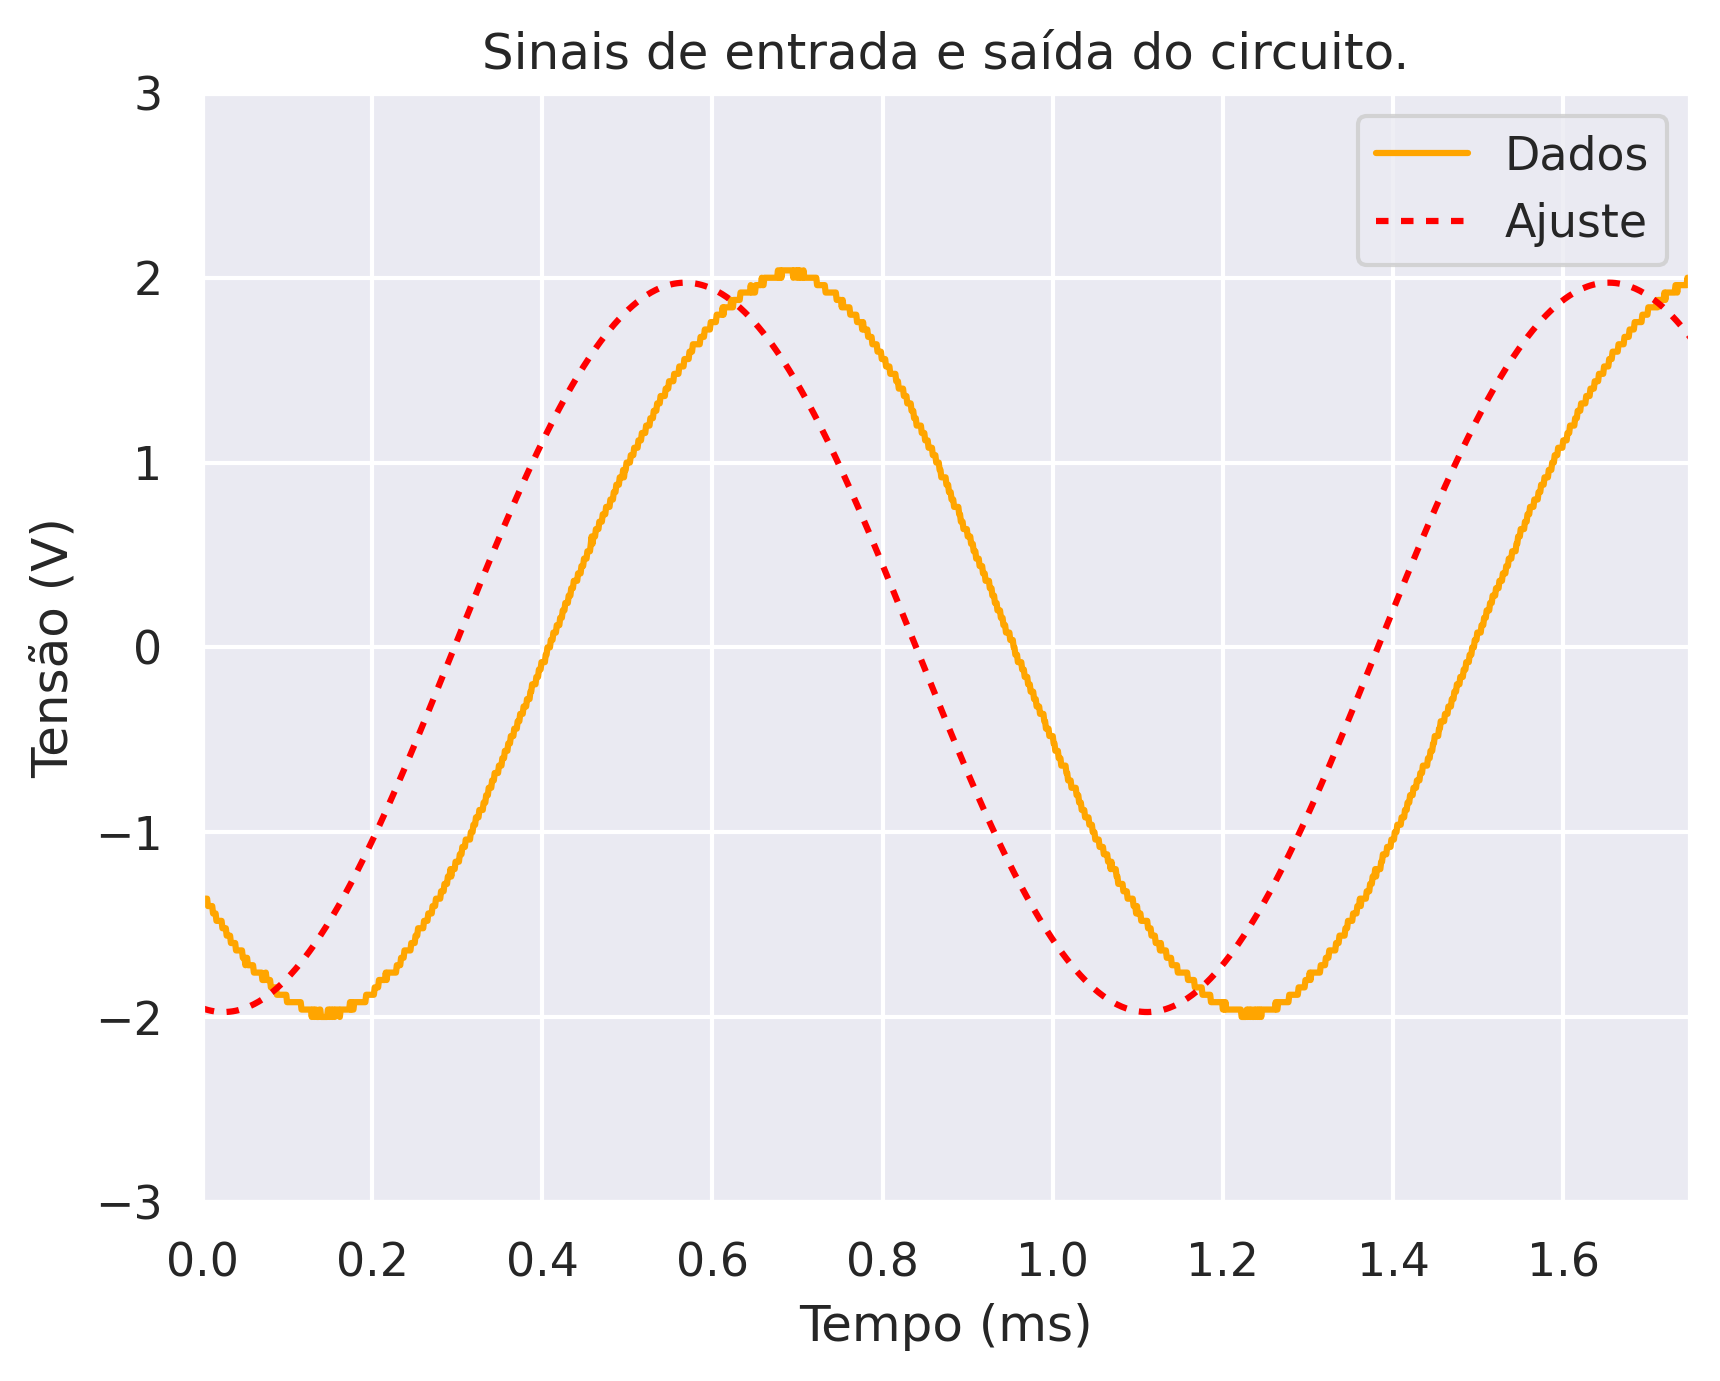 Sinais de entrada e saída do circuito.
3
2
1
0
−1
−2
−3
Tensão (V)
Dados
Ajuste
0.0 0.2 0.4 0.6 0.8 1.0 1.2 1.4 1.6
Tempo (ms)